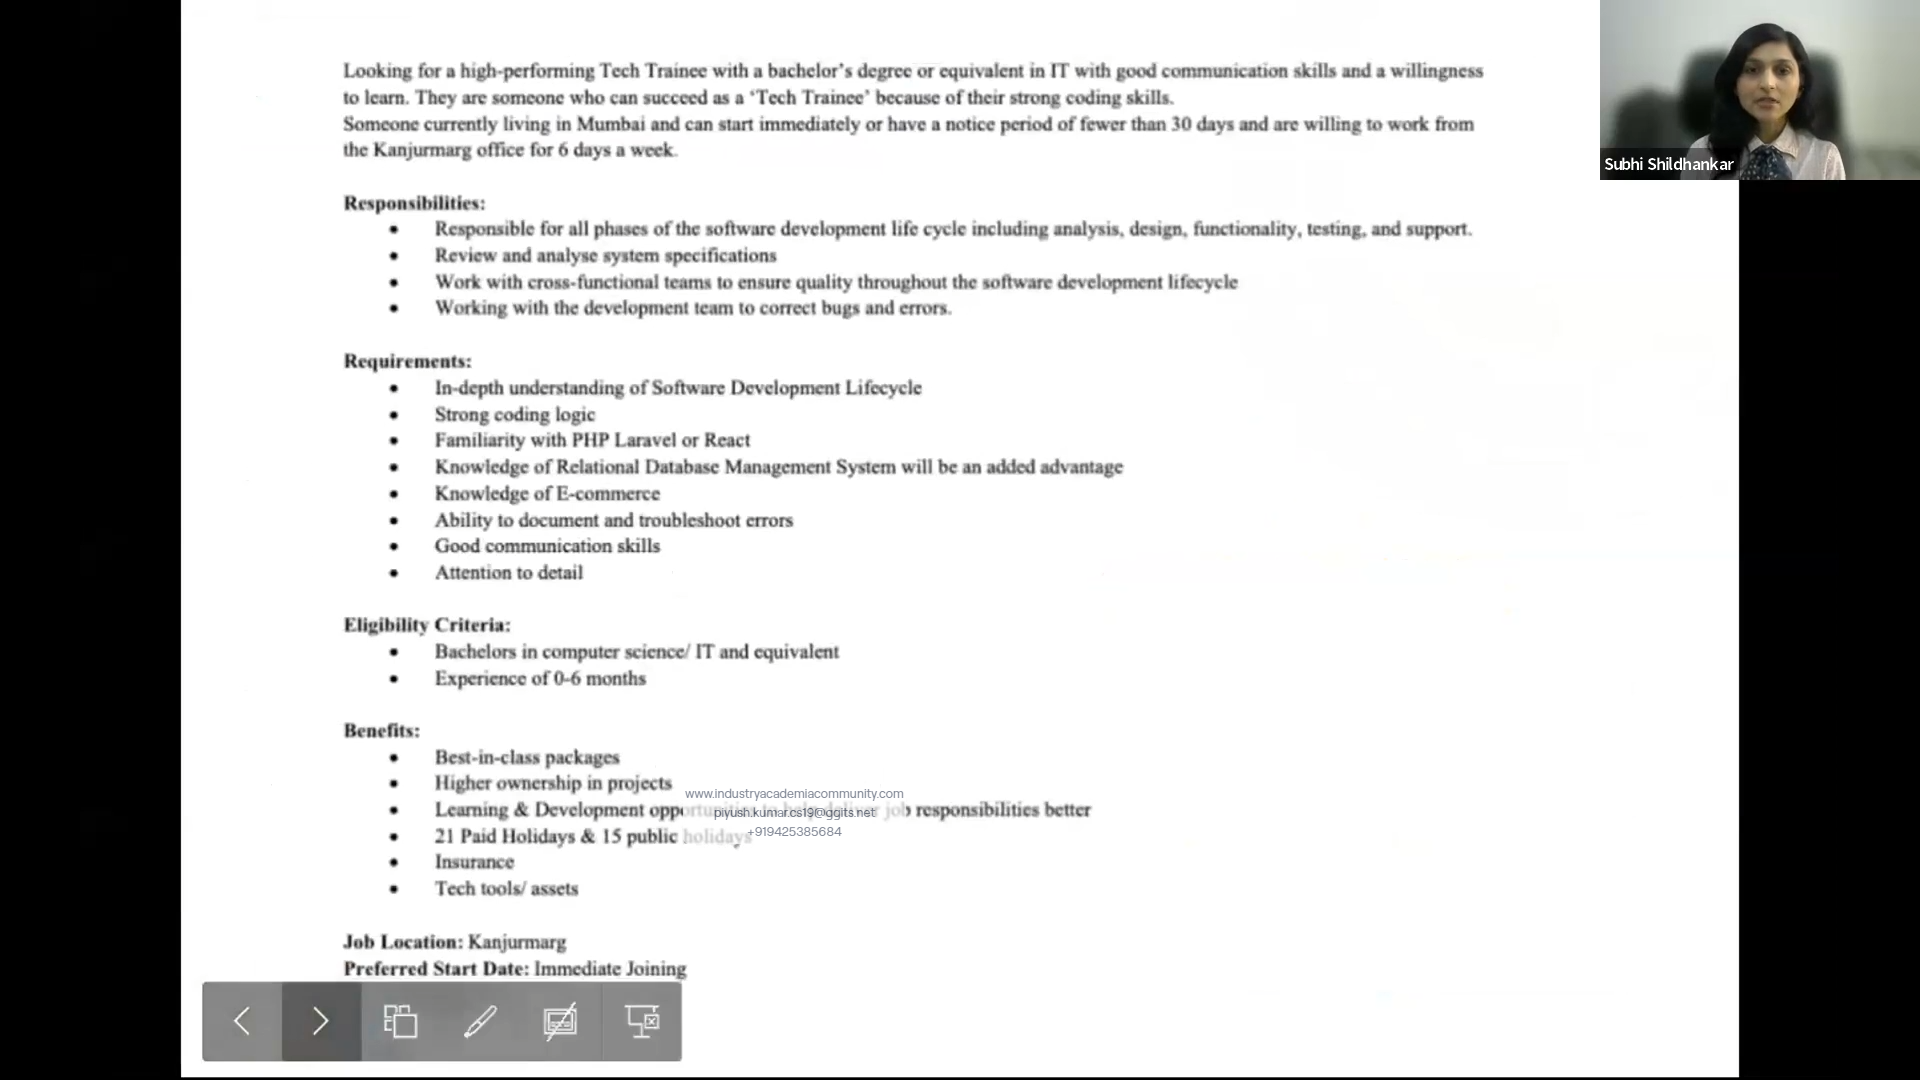 Looking for a high-performing Tech Trainee with a bachelor's degree or equivalent in IT with good communication skills and a willingness
to learn. They are someone who can succeed as a ‘Tech Trainee’ because of their strong coding skills.
Someone currently living in Mumbai and can start immediately or have a notice period of fewer than 30 days and are willing to work from
the Kanjurmarg office for 6 days a week.
Responsibilities:
• Responsible for all phases of the software development life cycle including analysis, design, functionality, testing, and support.
• Review and analyse system specifications
• Work with cross-functional teams to ensure quality throughout the software development lifecycle
• Working with the development team to correct bugs and errors.
Requirements:
• In-depth understanding of Software Development Lifecycle
• Strong coding logic
• Familiarity with PHP Laravel or React
• Knowledge of Relational Database Management System will be an added advantage
• Knowledge of E-commerce
• Ability to document and troubleshoot errors
• Good communication skills
• Attention to detail
Eligibility Criteria:
• Bachelors in computer science/ IT and equivalent
• Experience of 0-6 months
Benefits:
• Best-in-class packages
• Higher ownership in projects
• Learning & Development opportunities to help deliver job responsibilities better
• 21 Paid Holidays & 15 public holidays
• Insurance
• Tech tools/ assets
Job Location: Kanjurmarg
Preferred Start Date: Immediate Joining
www.industryacademiacommunity.com
piyush.kumar.cs19@ggits.net
+919425385684
Subhi Shildhankar